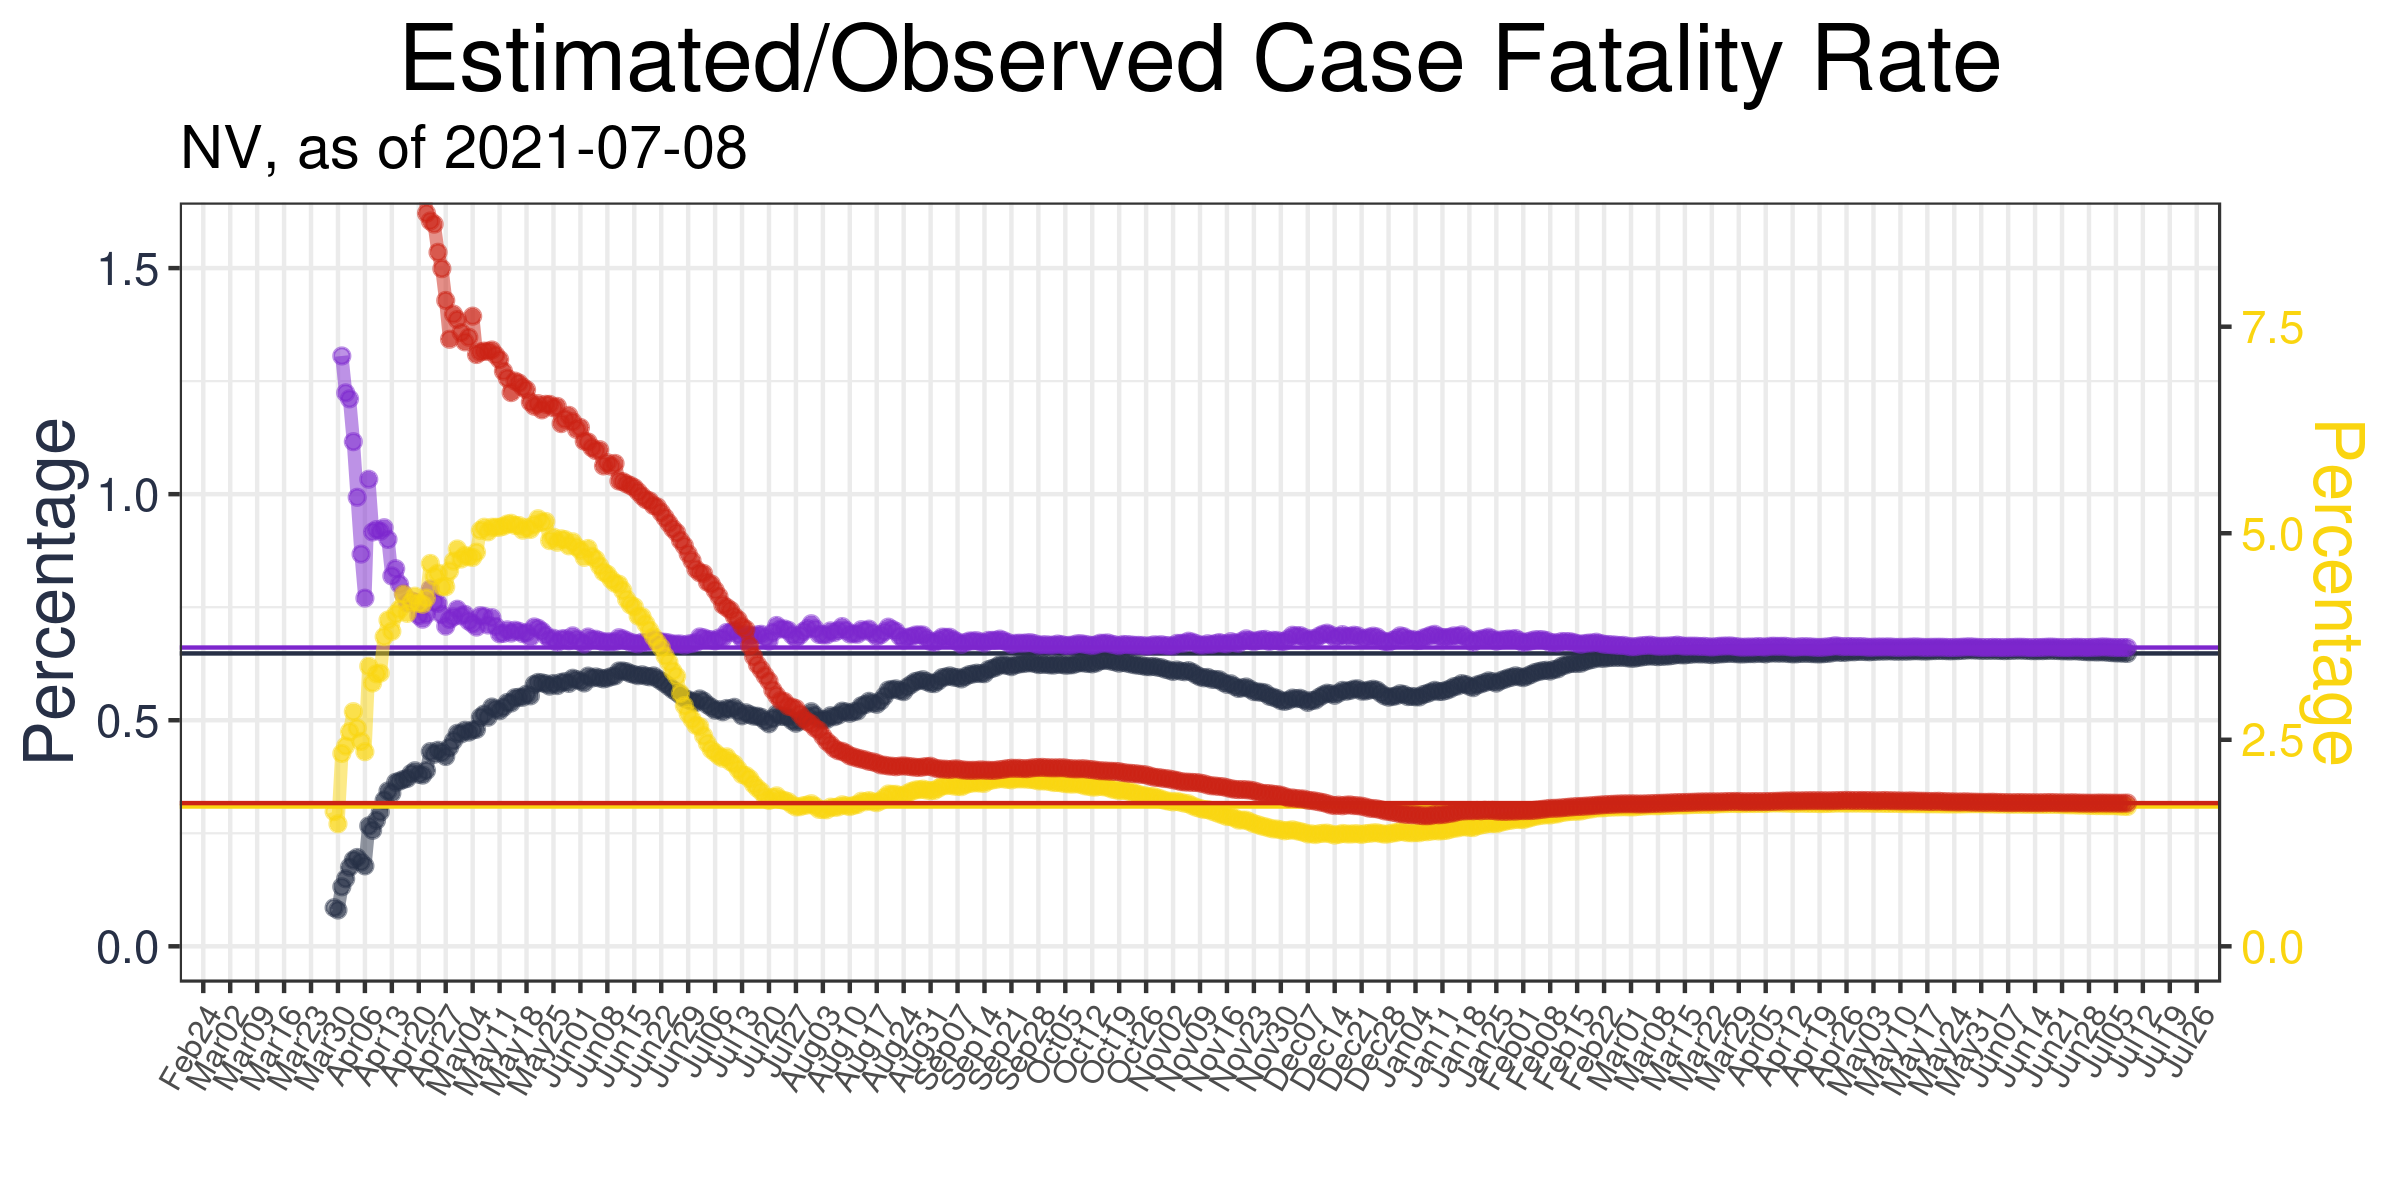 Estimated/Observed Case Fatality Rate
NV, as of 2021-07-08
Percentage
1.5
1.0
0.5
0.0
7.5
5.0
2.5
0.0
Percentage
Feb24
Mar02
Mar09
Mar16
Mar23
Mar30
Apr06
Apr13
Apr20
Apr27
May04
May11
May18
May25
Jun01
Jun08
Jun15
Jun22
Jun29
Jul06
Jul13
Jul20
Jul27
Aug03
Aug10
Aug17
Aug24
Aug31
Sep07
Sep14
Sep21
Sep28
Oct05
Oct12
Oct19
Oct26
Nov02
Nov09
Nov16
Nov23
Nov30
Dec07
Dec14
Dec21
Dec28
Jan04
Jan11
Jan18
Jan25
Feb01
Feb08
Feb15
Feb22
Mar01
Mar08
Mar15
Mar22
Mar29
Apr05
Apr12
Apr19
Apr26
May03
May10
May17
May24
May31
Jun07
Jun14
Jun21
Jun28
Jul05
Jul12
Jul19
Jul26